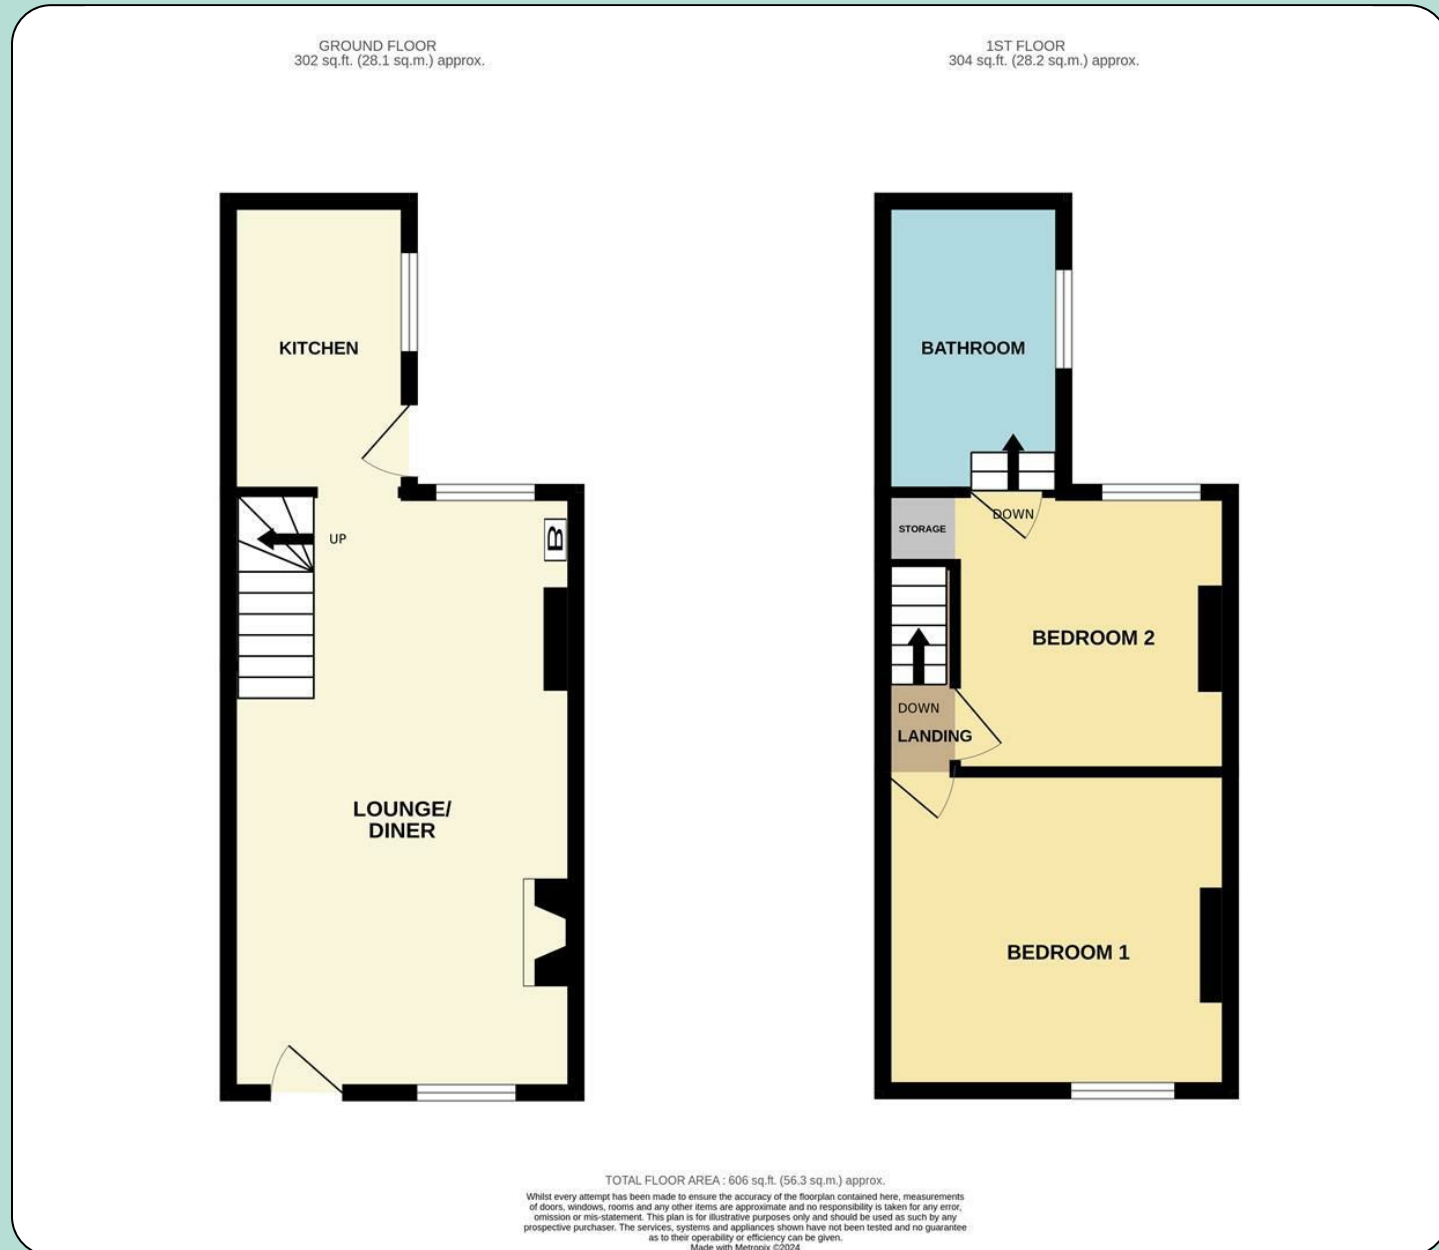 GROUND FLOOR
302 sq.ft. (28.1 sq.m.) approx.
1ST FLOOR
304 sq.ft. (28.2 sq.m.) approx.
KITCHEN
UP
B
LOUNGE/
DINER
BATHROOM
DOWN
STORAGE
BEDROOM 2
DOWN
LANDING
BEDROOM 1
TOTAL FLOOR AREA : 606 sq.ft. (56.3 sq.m.) approx.
Whilst every attempt has been made to ensure the accuracy of the floorplan contained here, measurements
of doors, windows, rooms and any other items are approximate and no responsibility is taken for any error,
omission or mis-statement. This plan is for illustrative purposes only and should be used as such by any
prospective purchaser. The services, systems and appliances shown have not been tested and no guarantee
as to their operability or efficiency can be given.
Made with Metropix ©2024